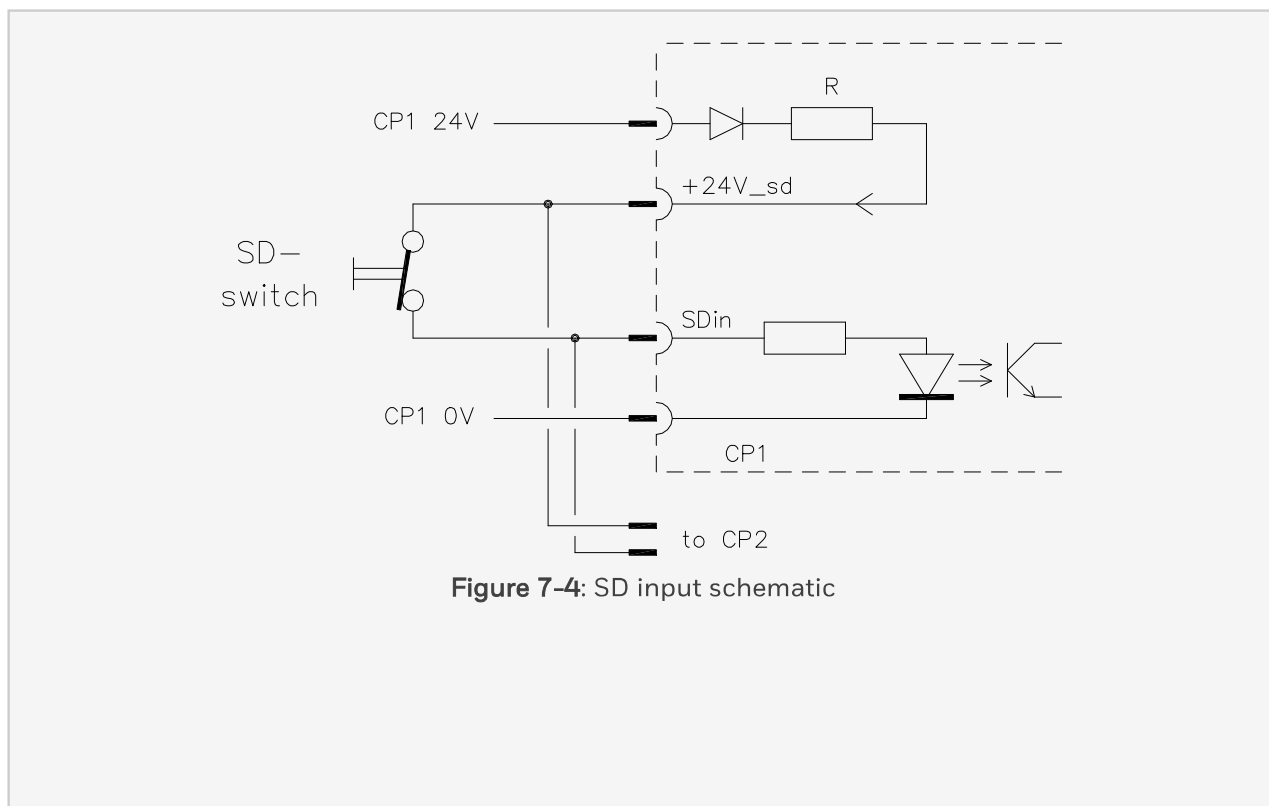 R
CP1 24V
+24V_sd
SD-
switch
SDin
CP1 0V
CP1
to CP2
Figure 7-4: SD input schematic